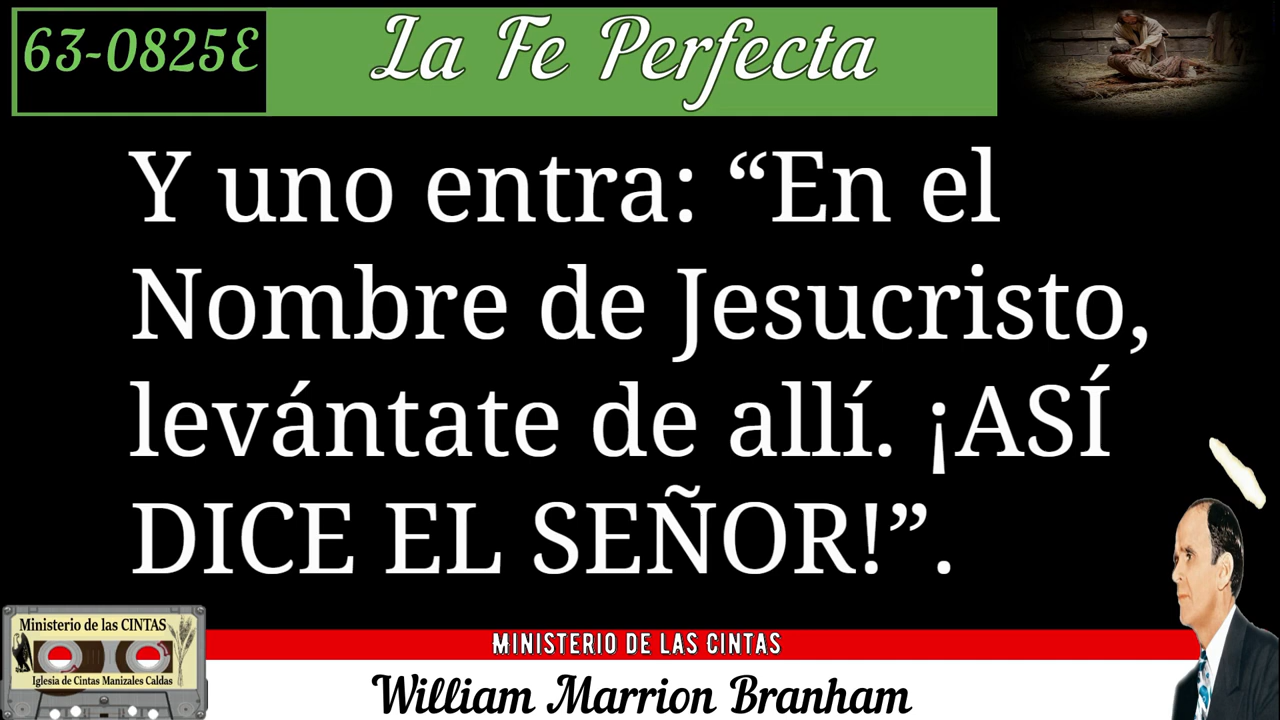 63-0825E
La Fe Perfecta
Y uno entra: “En el
Nombre de Jesucristo,
levántate de allí. ¡ASÍ
DICE EL SEÑOR!”.
Ministerio de las CINTAS
Iglesia de Cintas Manizales Caldas
MINISTERIO DE LAS CINTAS
William Marrion Branham